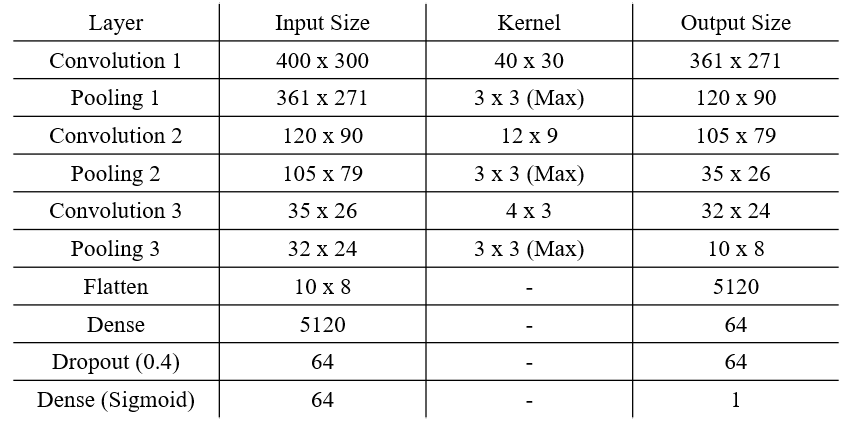 Layer Input Size Kernel Output Size
Convolution 1 400 x 300 40 x 30 361 x 271
Pooling 1 361 x 271 3 x 3 (Max) 120 x 90
Convolution 2 120 x 90 12 x 9 105 x 79
Pooling 2 105 x 79 3 x 3 (Max) 35 x 26
Convolution 3 35 x 26 4 x 3 32 x 24
Pooling 3 32 x 24 3 x 3 (Max) 10 x 8
Flatten 10 x 8 - 5120
Dense 5120 - 64
Dropout (0.4) 64 - 64
Dense (Sigmoid) 64 - 1